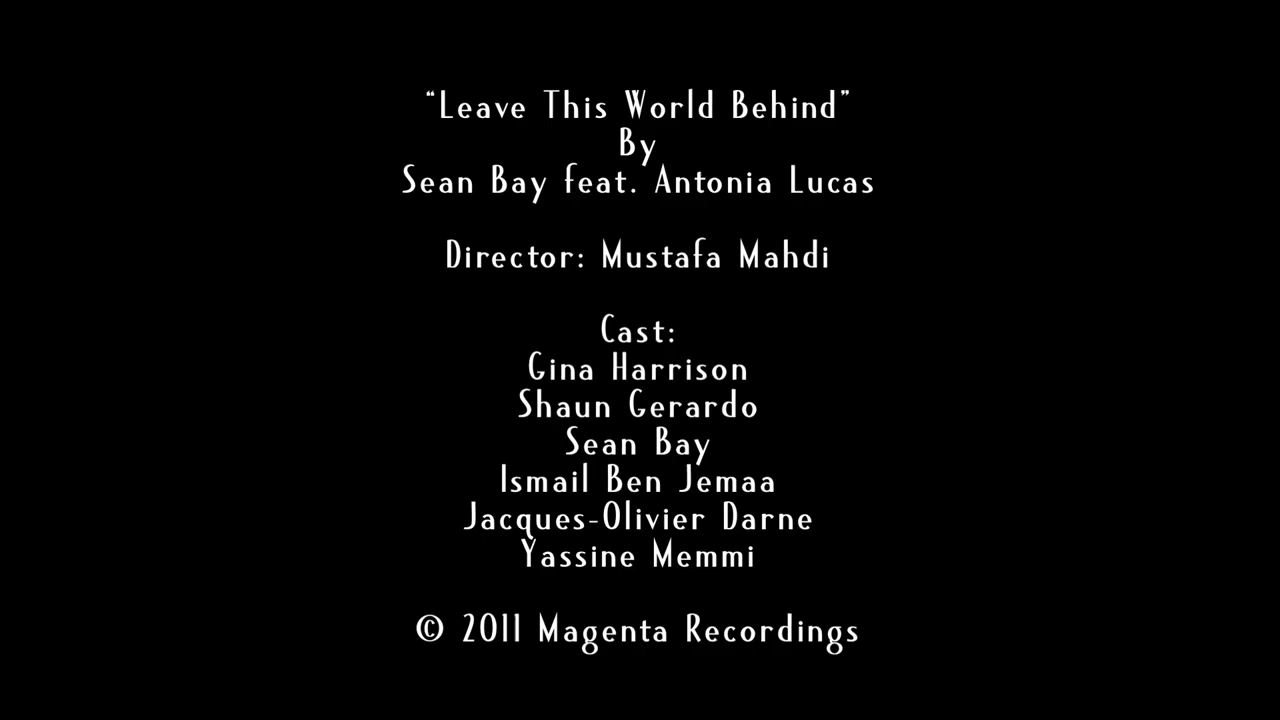 “Leave This World Behind”
By
Sean Bay feat. Antonia Lucas
Director: Mustafa Mahdi
Cast:
Gina Harrison
Shaun Gerardo
Sean Bay
Ismail Ben Jemaa
Jacques-Olivier Darne
Yassine Memmi
© 2011 Magenta Recordings